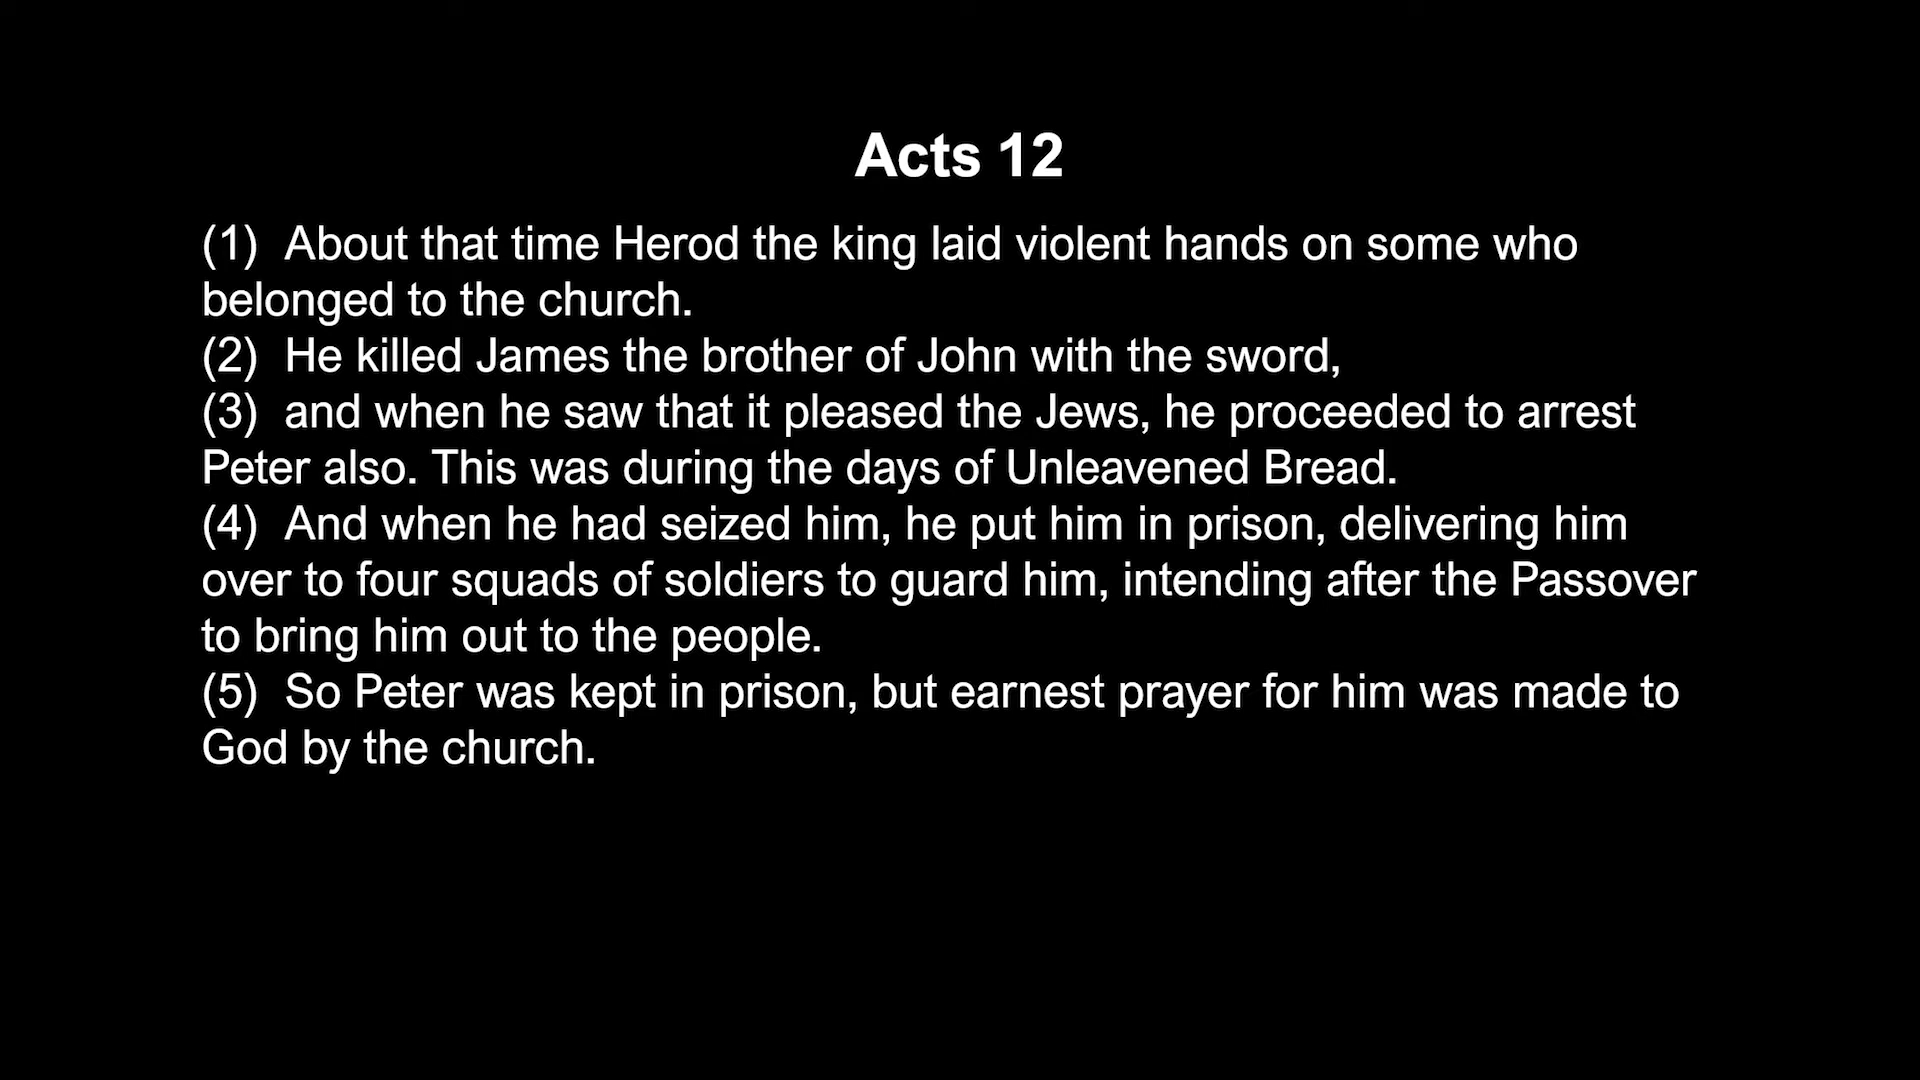 Acts 12
(1)  About that time Herod the king laid violent hands on some who
belonged to the church.
(2)  He killed James the brother of John with the sword,
(3)  and when he saw that it pleased the Jews, he proceeded to arrest
Peter also. This was during the days of Unleavened Bread.
(4)  And when he had seized him, he put him in prison, delivering him
over to four squads of soldiers to guard him, intending after the Passover
to bring him out to the people.
(5)  So Peter was kept in prison, but earnest prayer for him was made to
God by the church.